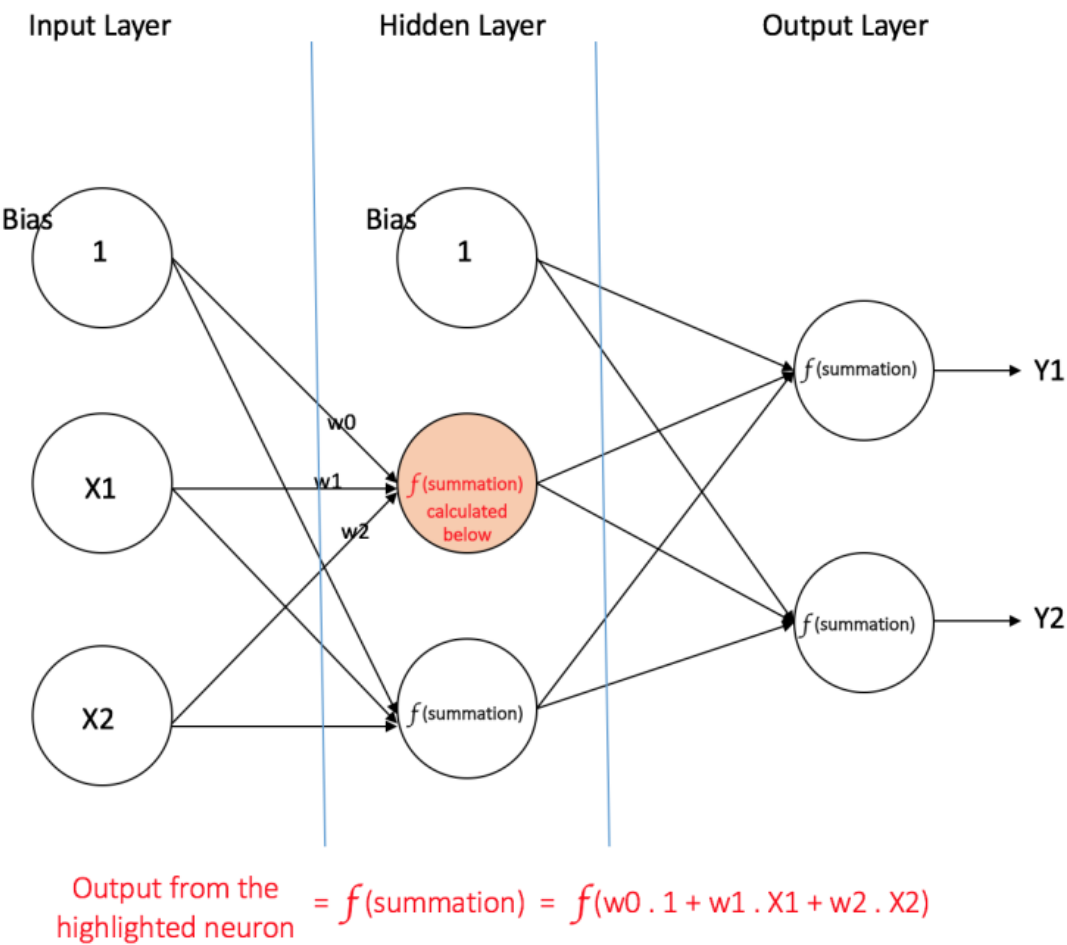 Input Layer
Hidden Layer
Output Layer
Bias
1
Bias
1
ƒ(summation)
Y1
w0
X1
w1
ƒ(summation)
calculated
below
w2
ƒ(summation)
Y2
X2
ƒ(summation)
Output from the
highlighted neuron
= ƒ(summation) = ƒ(w0 . 1 + w1 . X1 + w2 . X2)